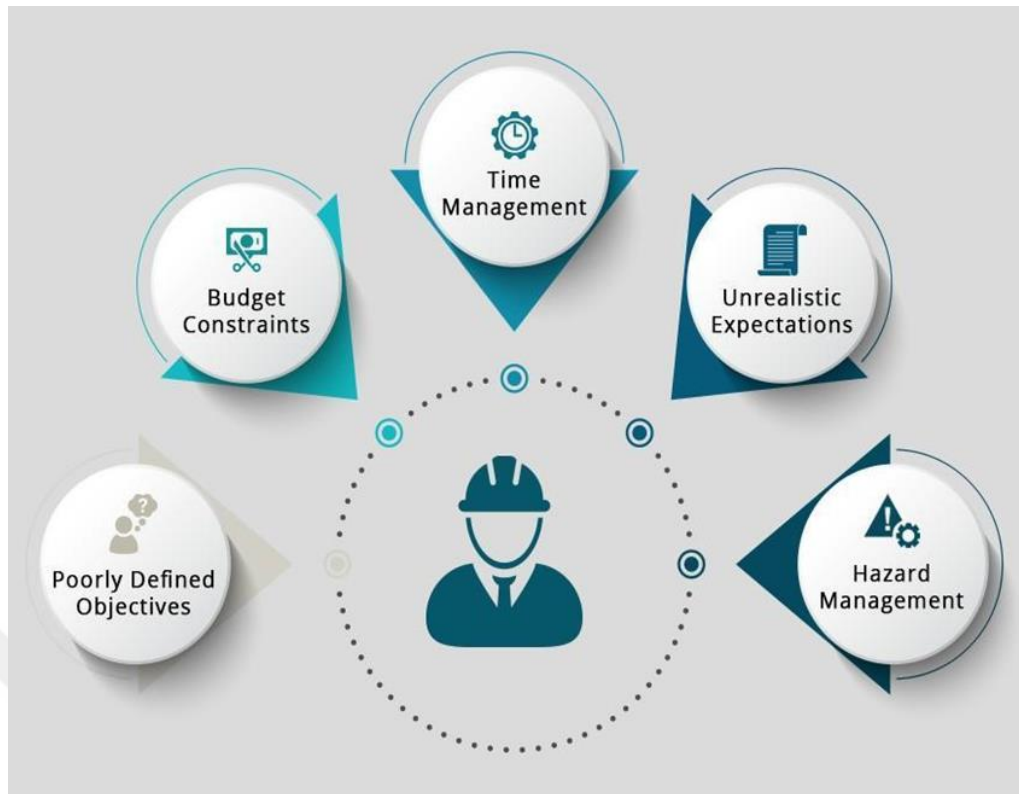 Time
Management
Budget
Constraints
Unrealistic
Expectations
Poorly Defined
Objectives
Hazard
Management